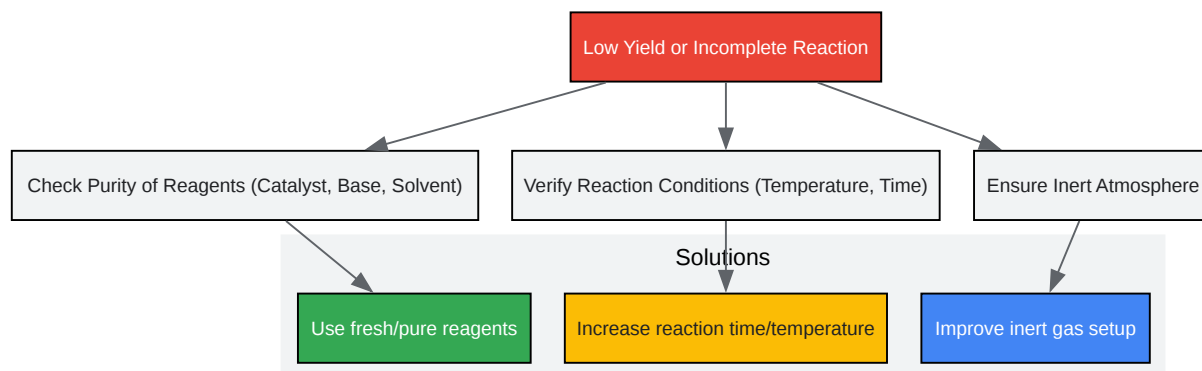 Low Yield or Incomplete Reaction
Check Purity of Reagents (Catalyst, Base, Solvent)
Verify Reaction Conditions (Temperature, Time)
Ensure Inert Atmosphere
Solutions
Use fresh/pure reagents
Increase reaction time/temperature
Improve inert gas setup